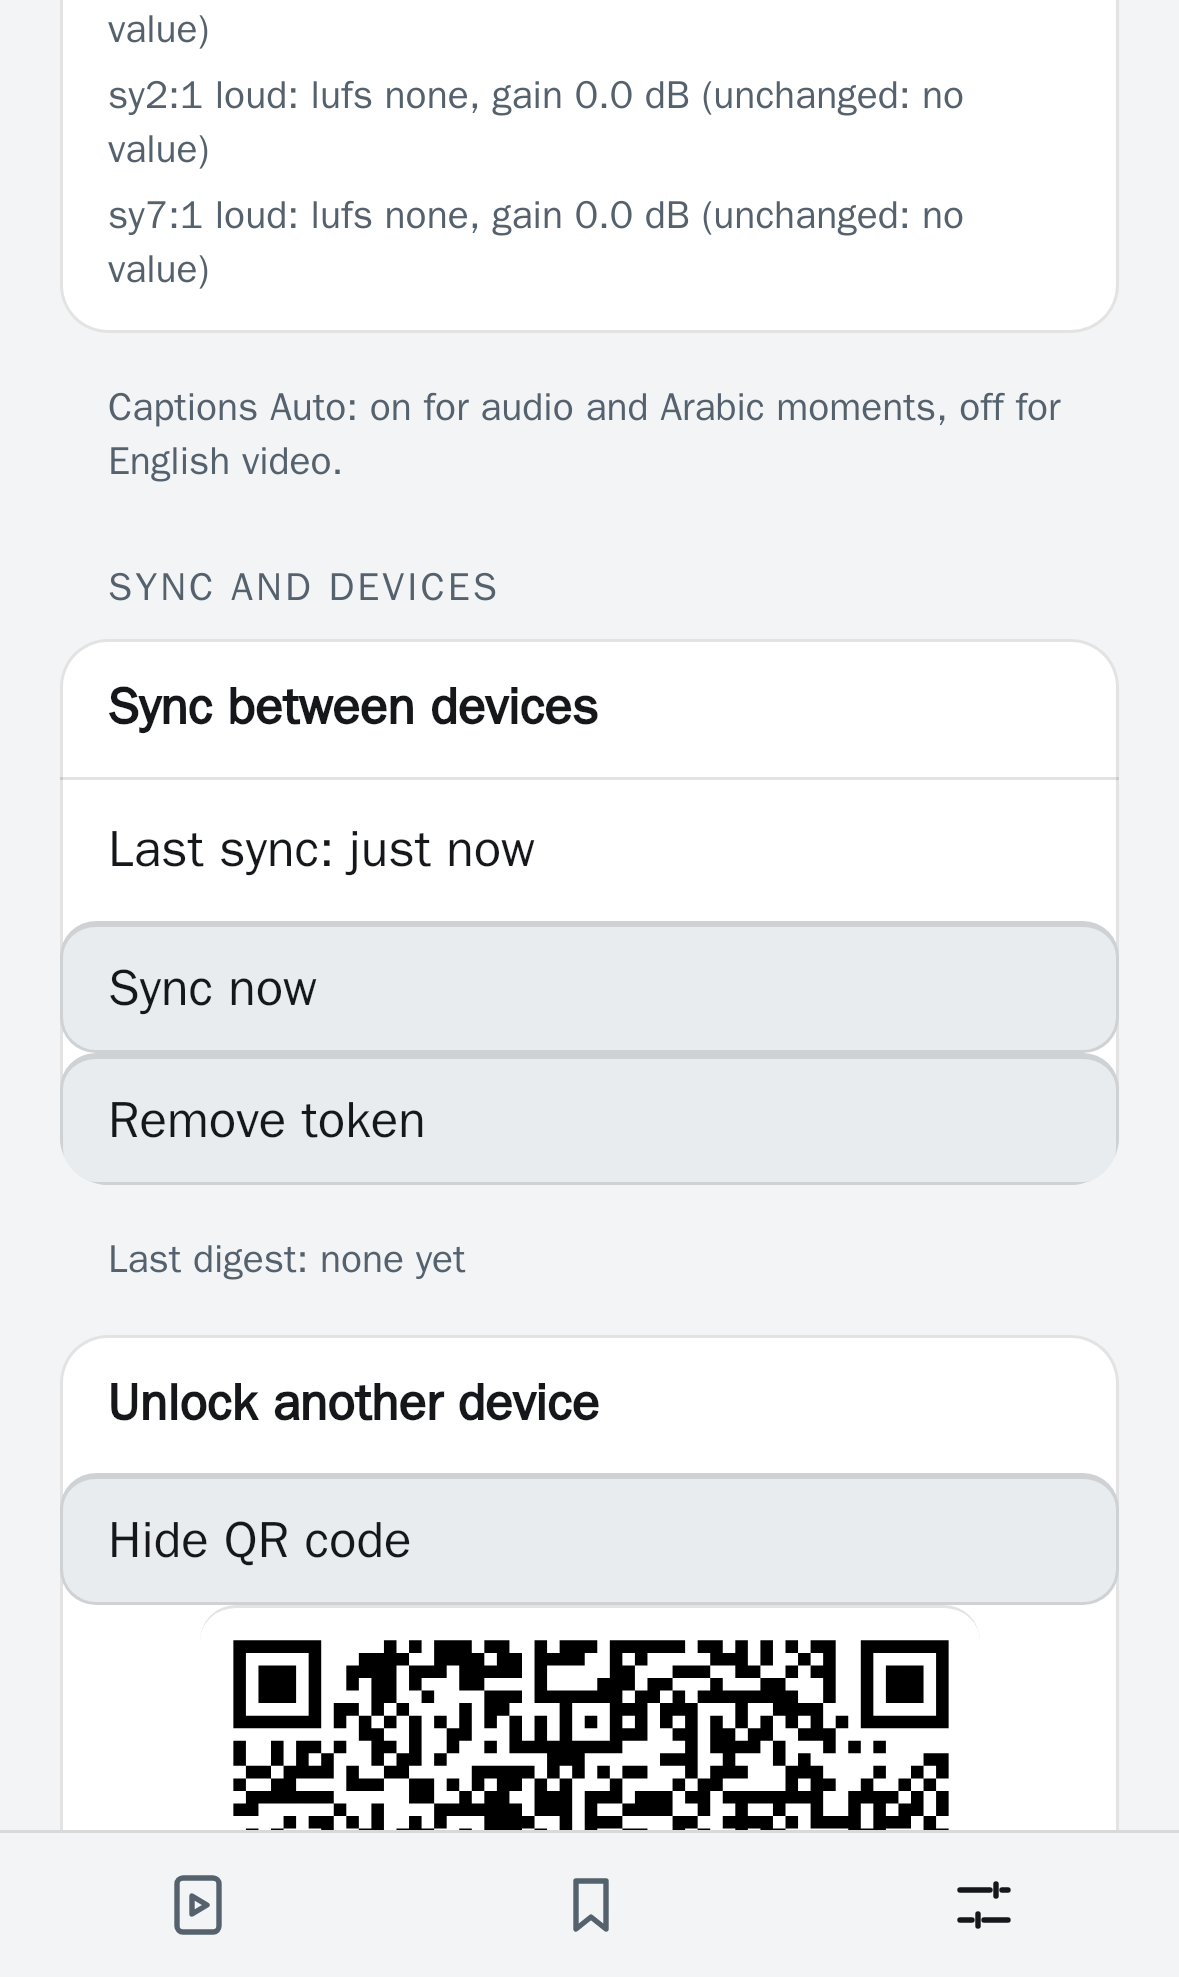 value)
sy2:1 loud: lufs none, gain 0.0 dB (unchanged: no
value)
sy7:1 loud: lufs none, gain 0.0 dB (unchanged: no
value)
Captions Auto: on for audio and Arabic moments, off for
English video.
SYNC AND DEVICES
Sync between devices
Last sync: just now
Sync now
Remove token
Last digest: none yet
Unlock another device
Hide QR code